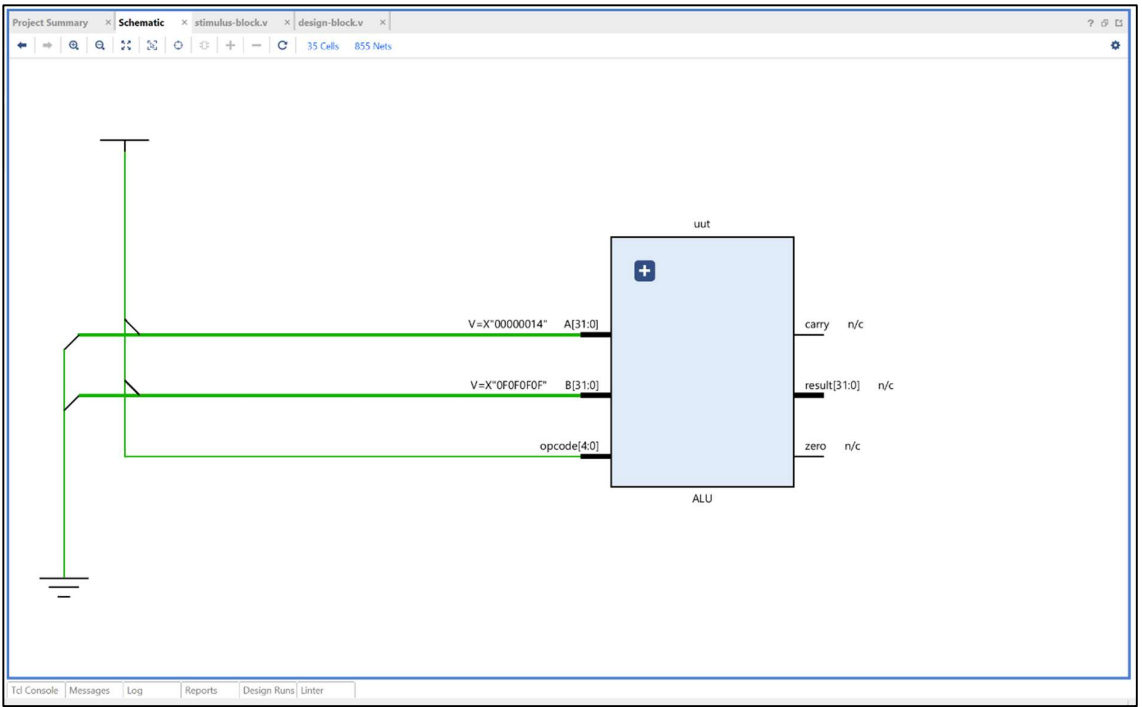 Project Summary × Schematic × stimulus-block.v × design-block.v × ?
35 Cells 855 Nets
uut
V=X"00000014" A[31:0]
carry n/c
V=X"0F0F0F0F" B[31:0]
result[31:0] n/c
opcode[4:0]
zero n/c
ALU
Tcl Console Messages Log Reports Design Runs Linter